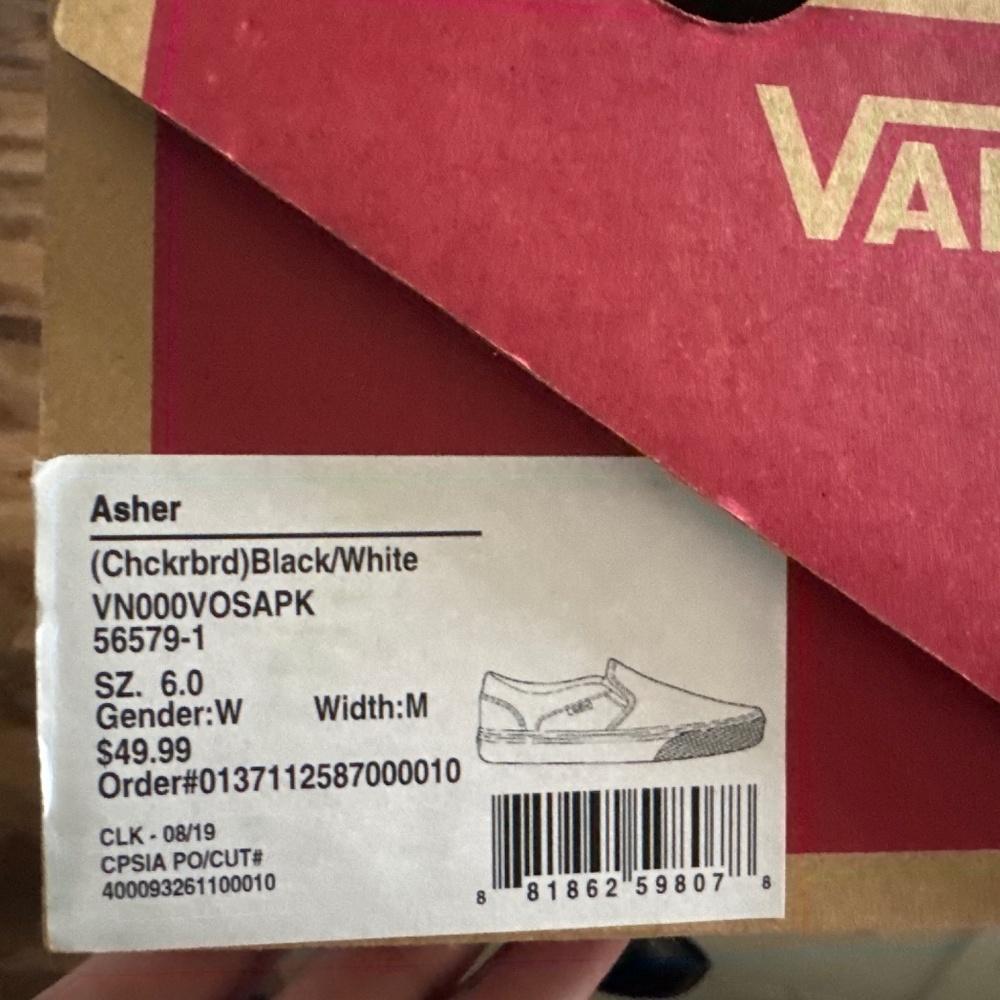 VA
Asher
(Chckrbrd)Black/White
VN000VOSAPK
56579-1
SZ. 6.0
Gender:W Width:M
$49.99
Order#0137112587000010
CLK - 08/19
CPSIA PO/CUT#
400093261100010
8 81862 59807 8